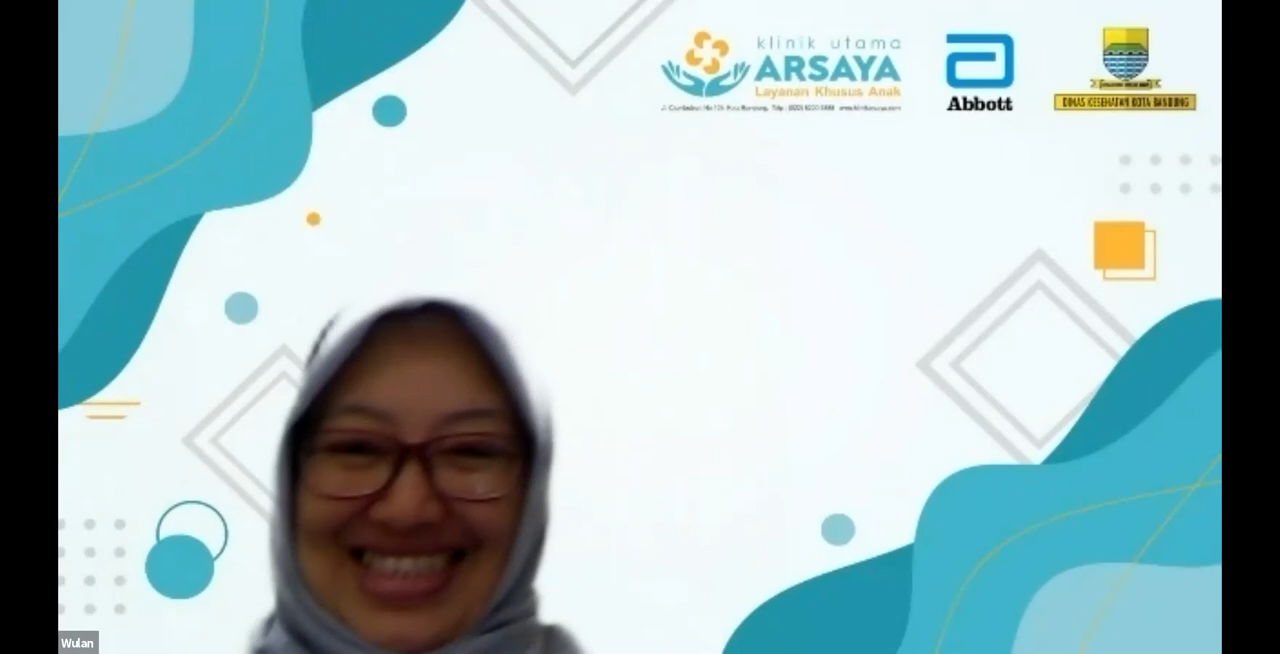 klinik utama
ARSAYA
Layanan Khusus Anak
Abbott
DINAS KESEHATAN KOTA BANDUNG
Wulan